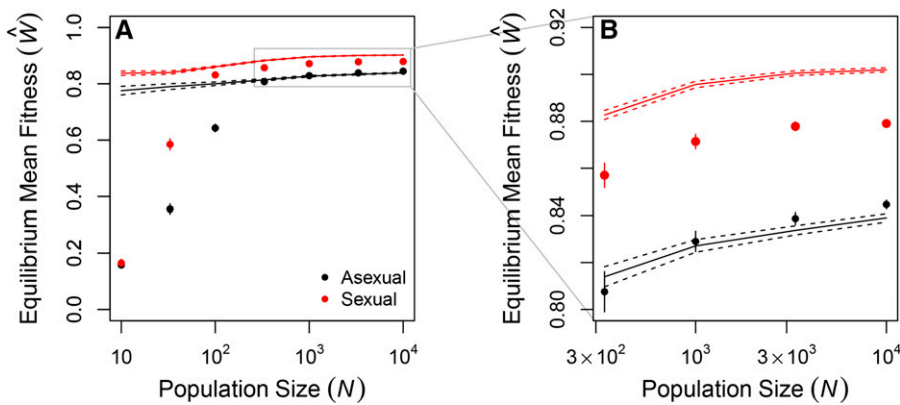 A
Equilibrium Mean Fitness (Ŵ)
1.0
0.8
0.6
0.4
0.2
0.0
Asexual
Sexual
10
10²
10³
10⁴
Population Size (N)
B
Equilibrium Mean Fitness (Ŵ)
0.92
0.88
0.84
0.80
3×10²
10³
3×10³
10⁴
Population Size (N)